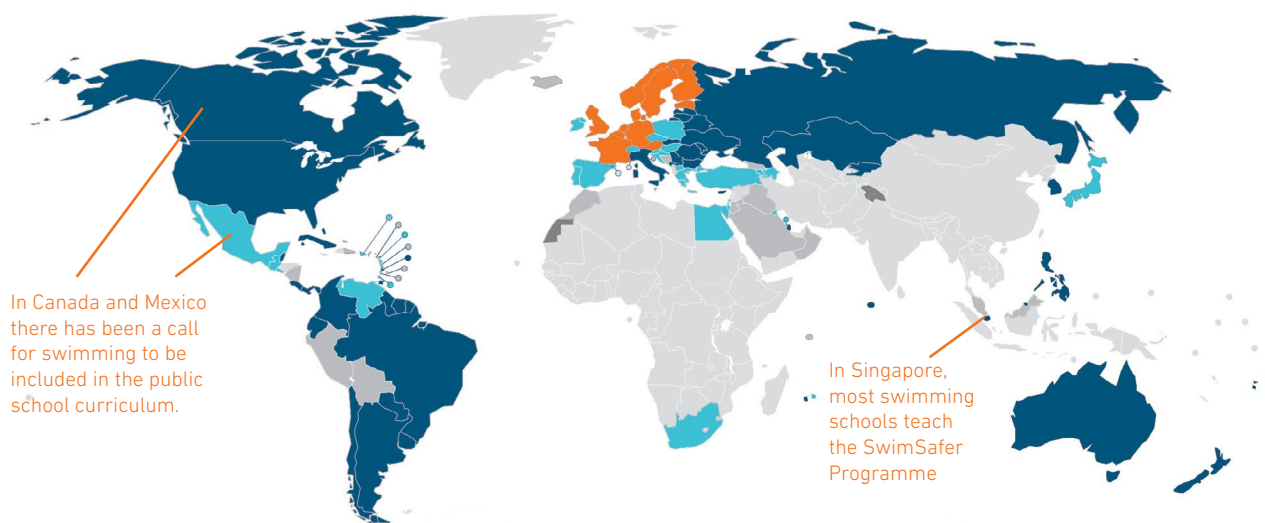 In Canada and Mexico
there has been a call
for swimming to be
included in the public
school curriculum.
In Singapore,
most swimming
schools teach
the SwimSafer
Programme